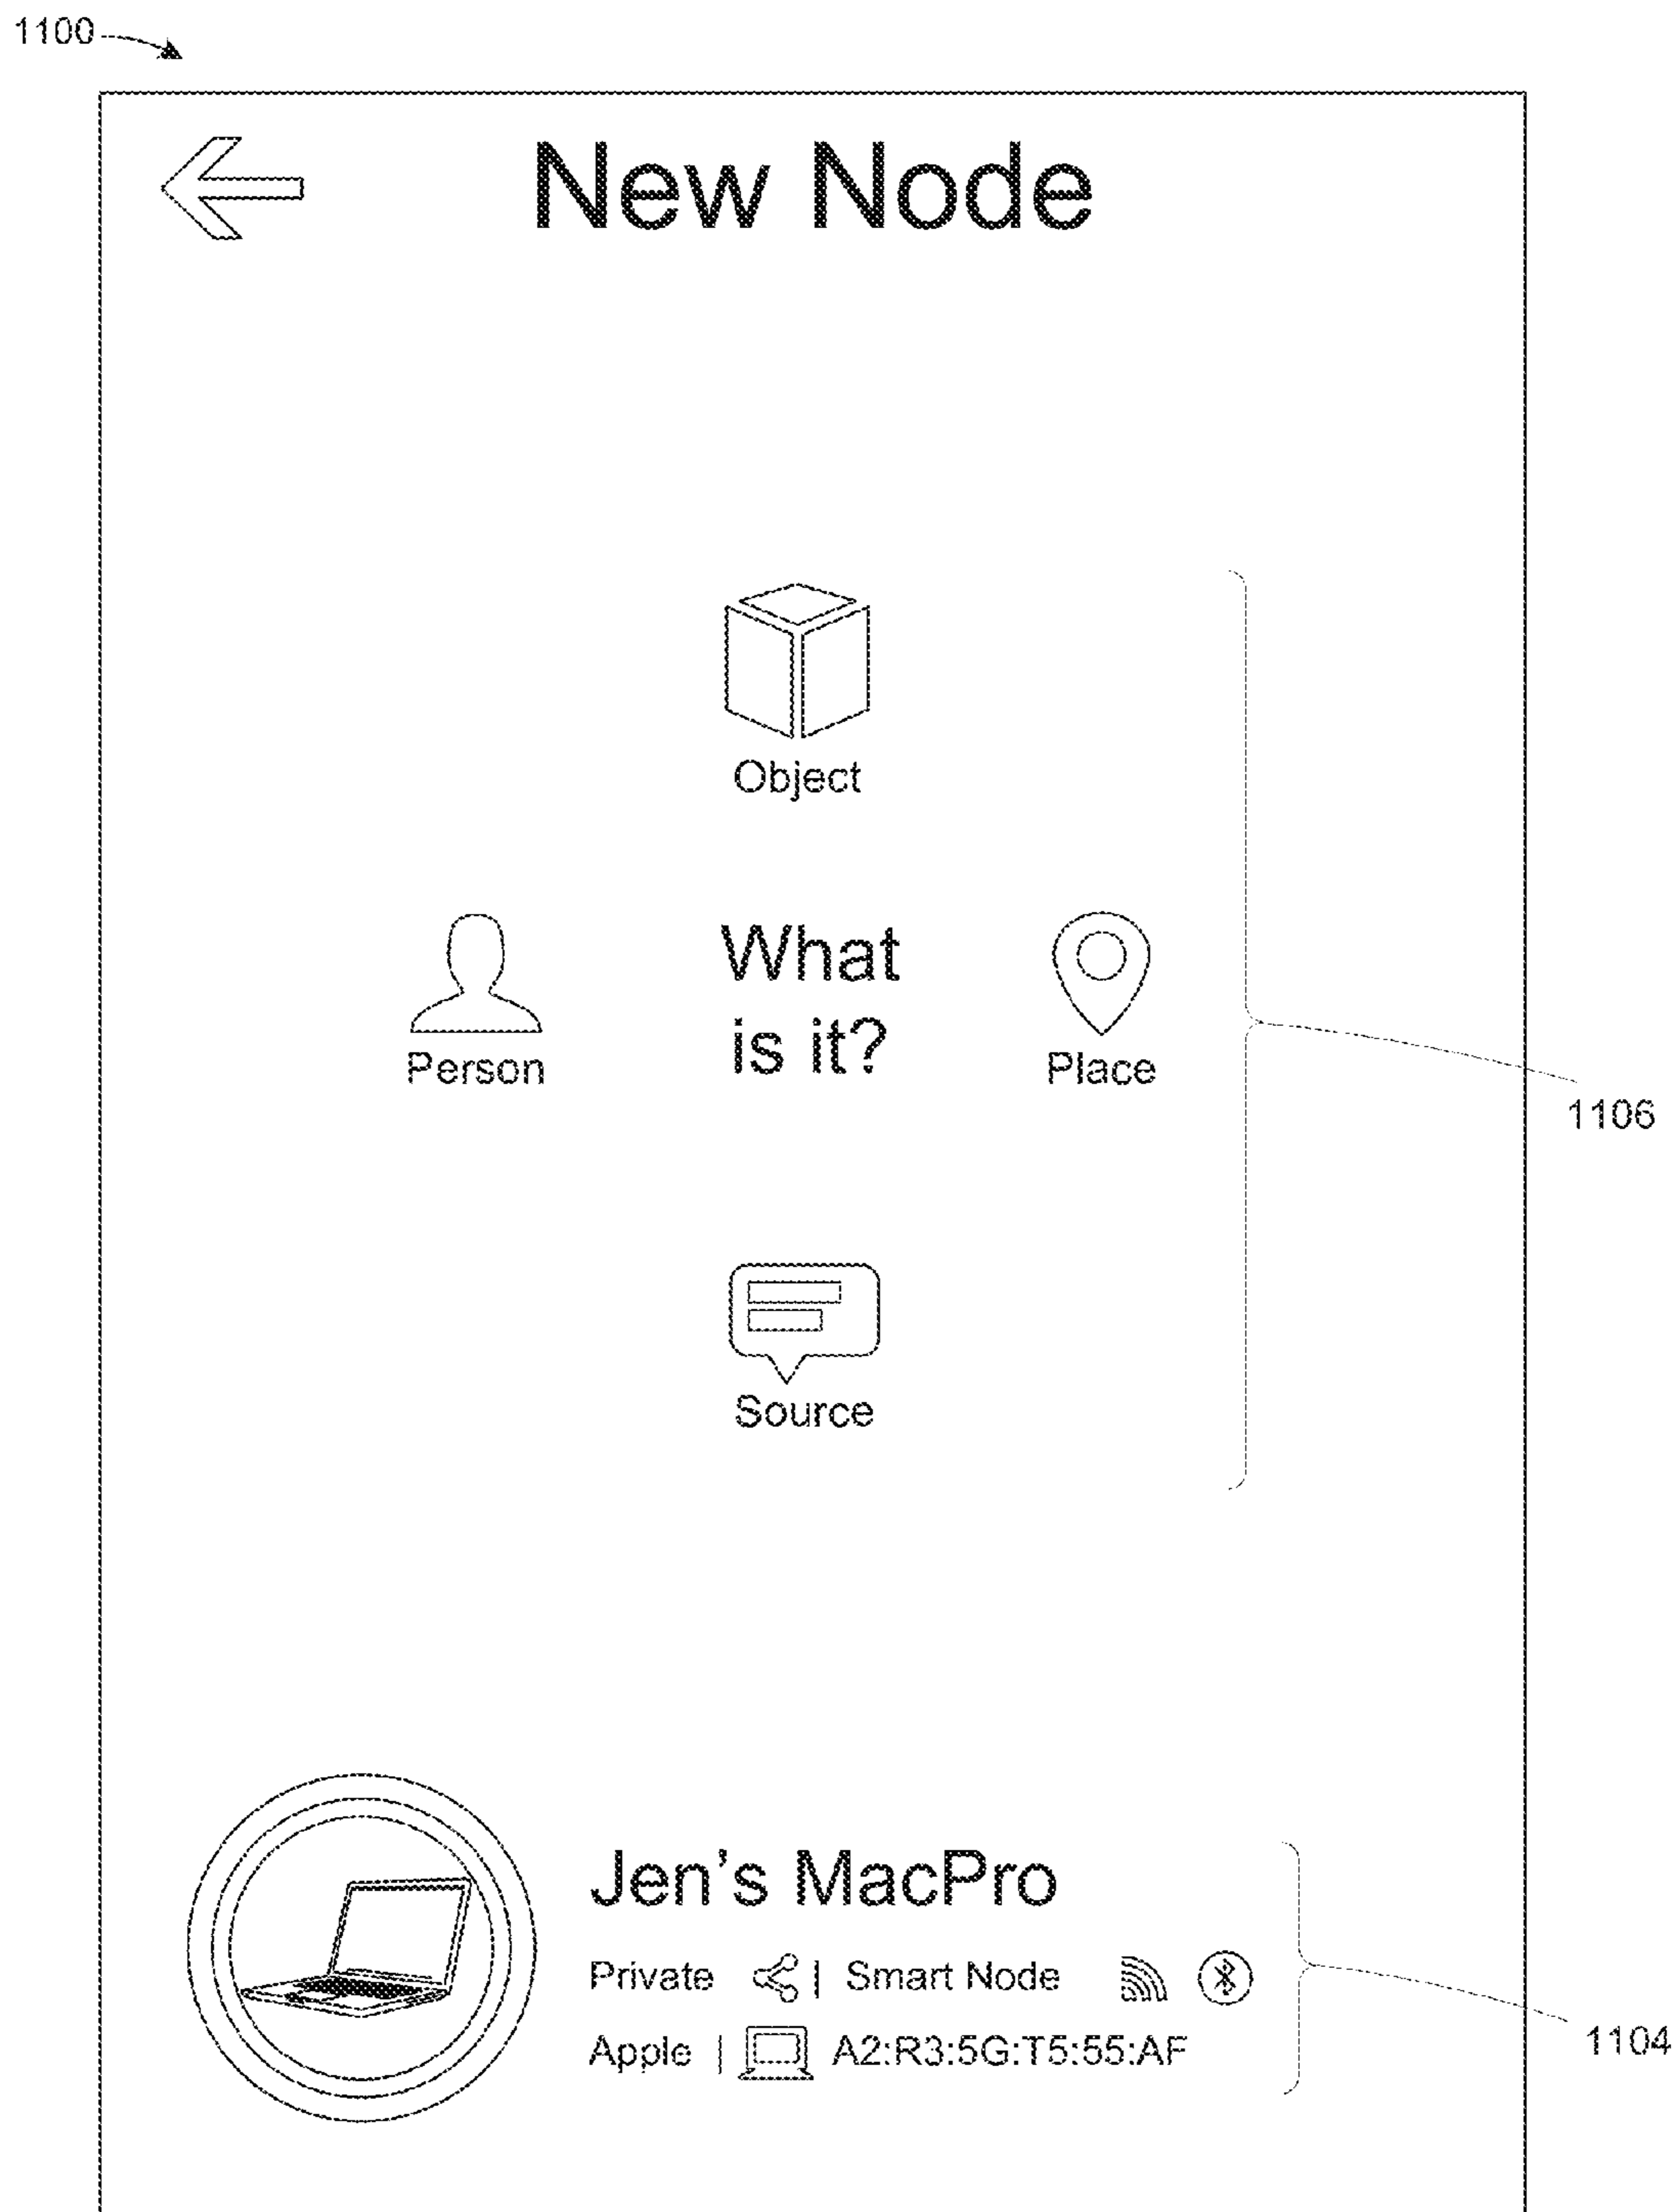 1100
New Node
Object
What
is it?
Person
Place
1106
Source
Jen's MacPro
Private | Smart Node
Apple | A2:R3:5G:T5:55:AF
1104